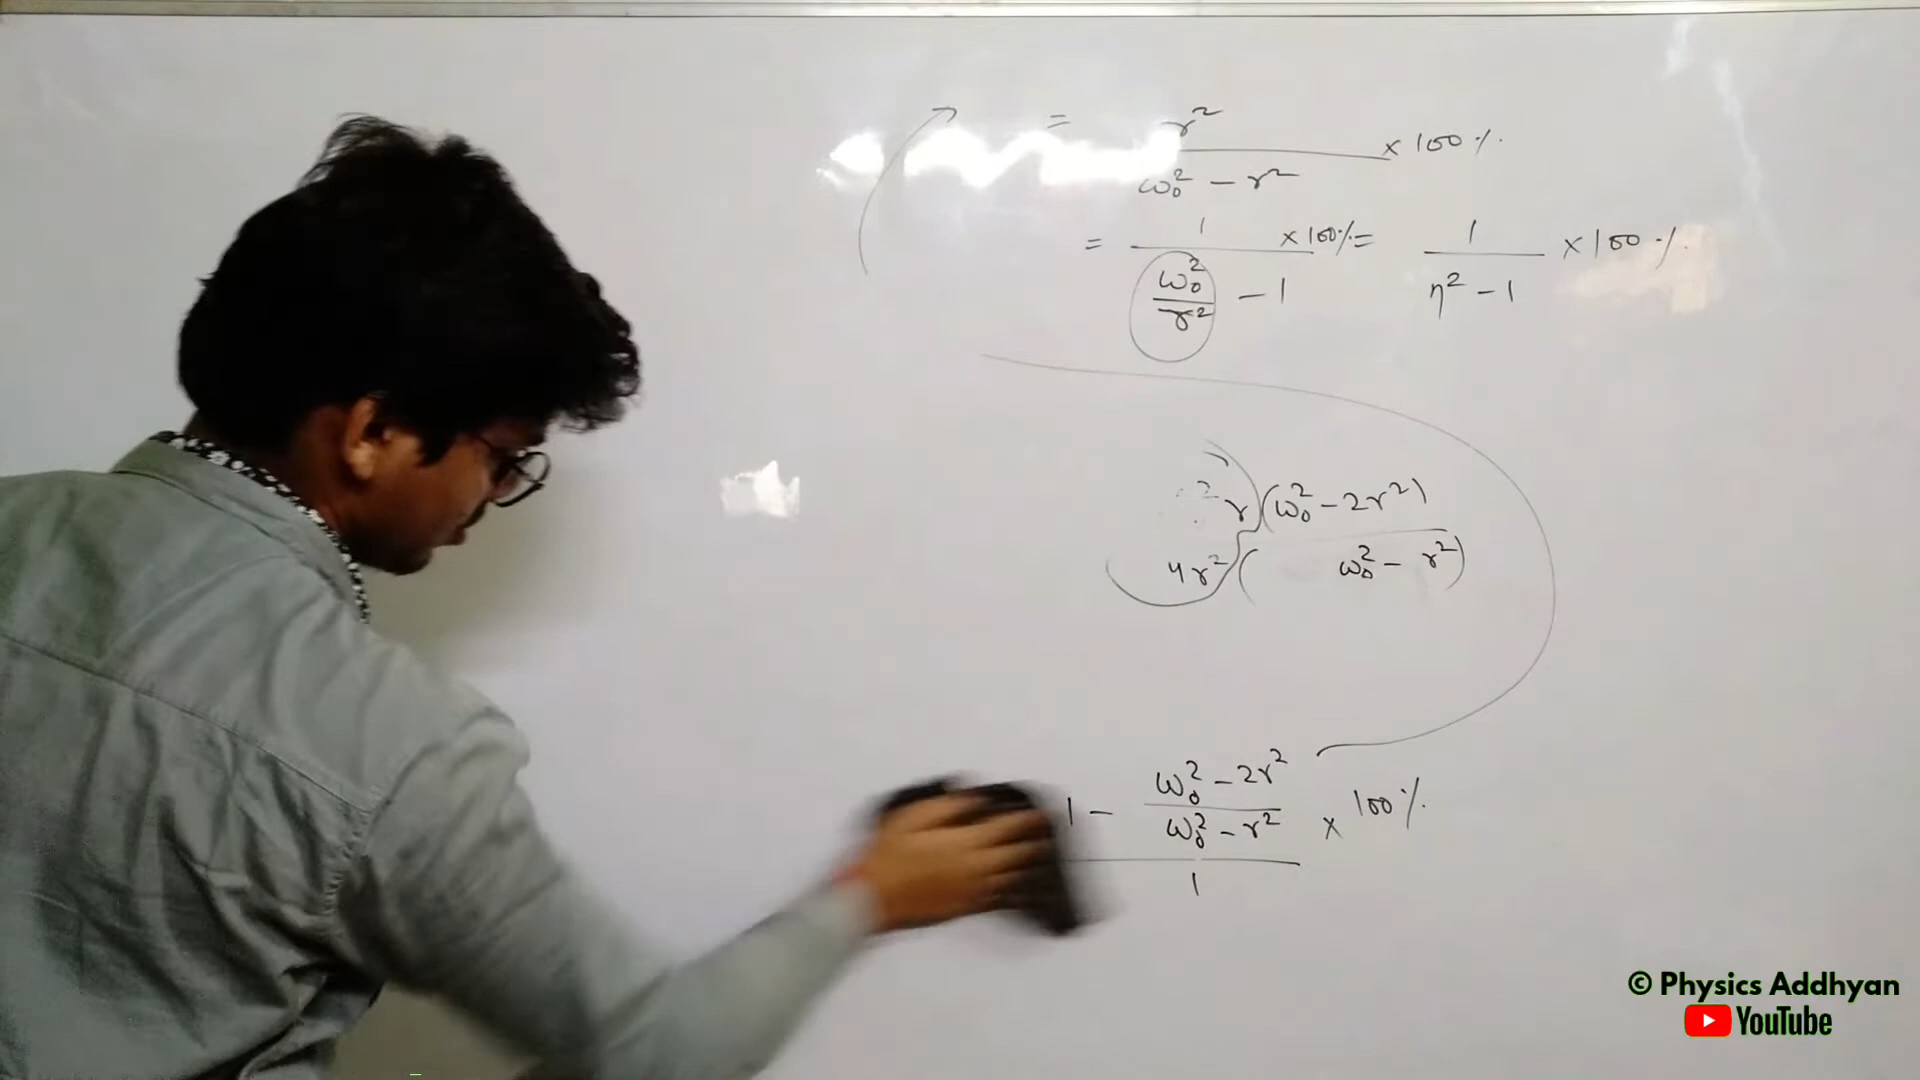 = r² / ω₀² − r² × 100%
= 1 / ω₀²/r² − 1 × 100% = 1 / η² − 1 × 100%
² r (ω₀² − 2r²)
4r² ( ω₀² − r²)
1 − ω₀² − 2r² / ω₀² − r² × 100%
1
© Physics Addhyan
YouTube